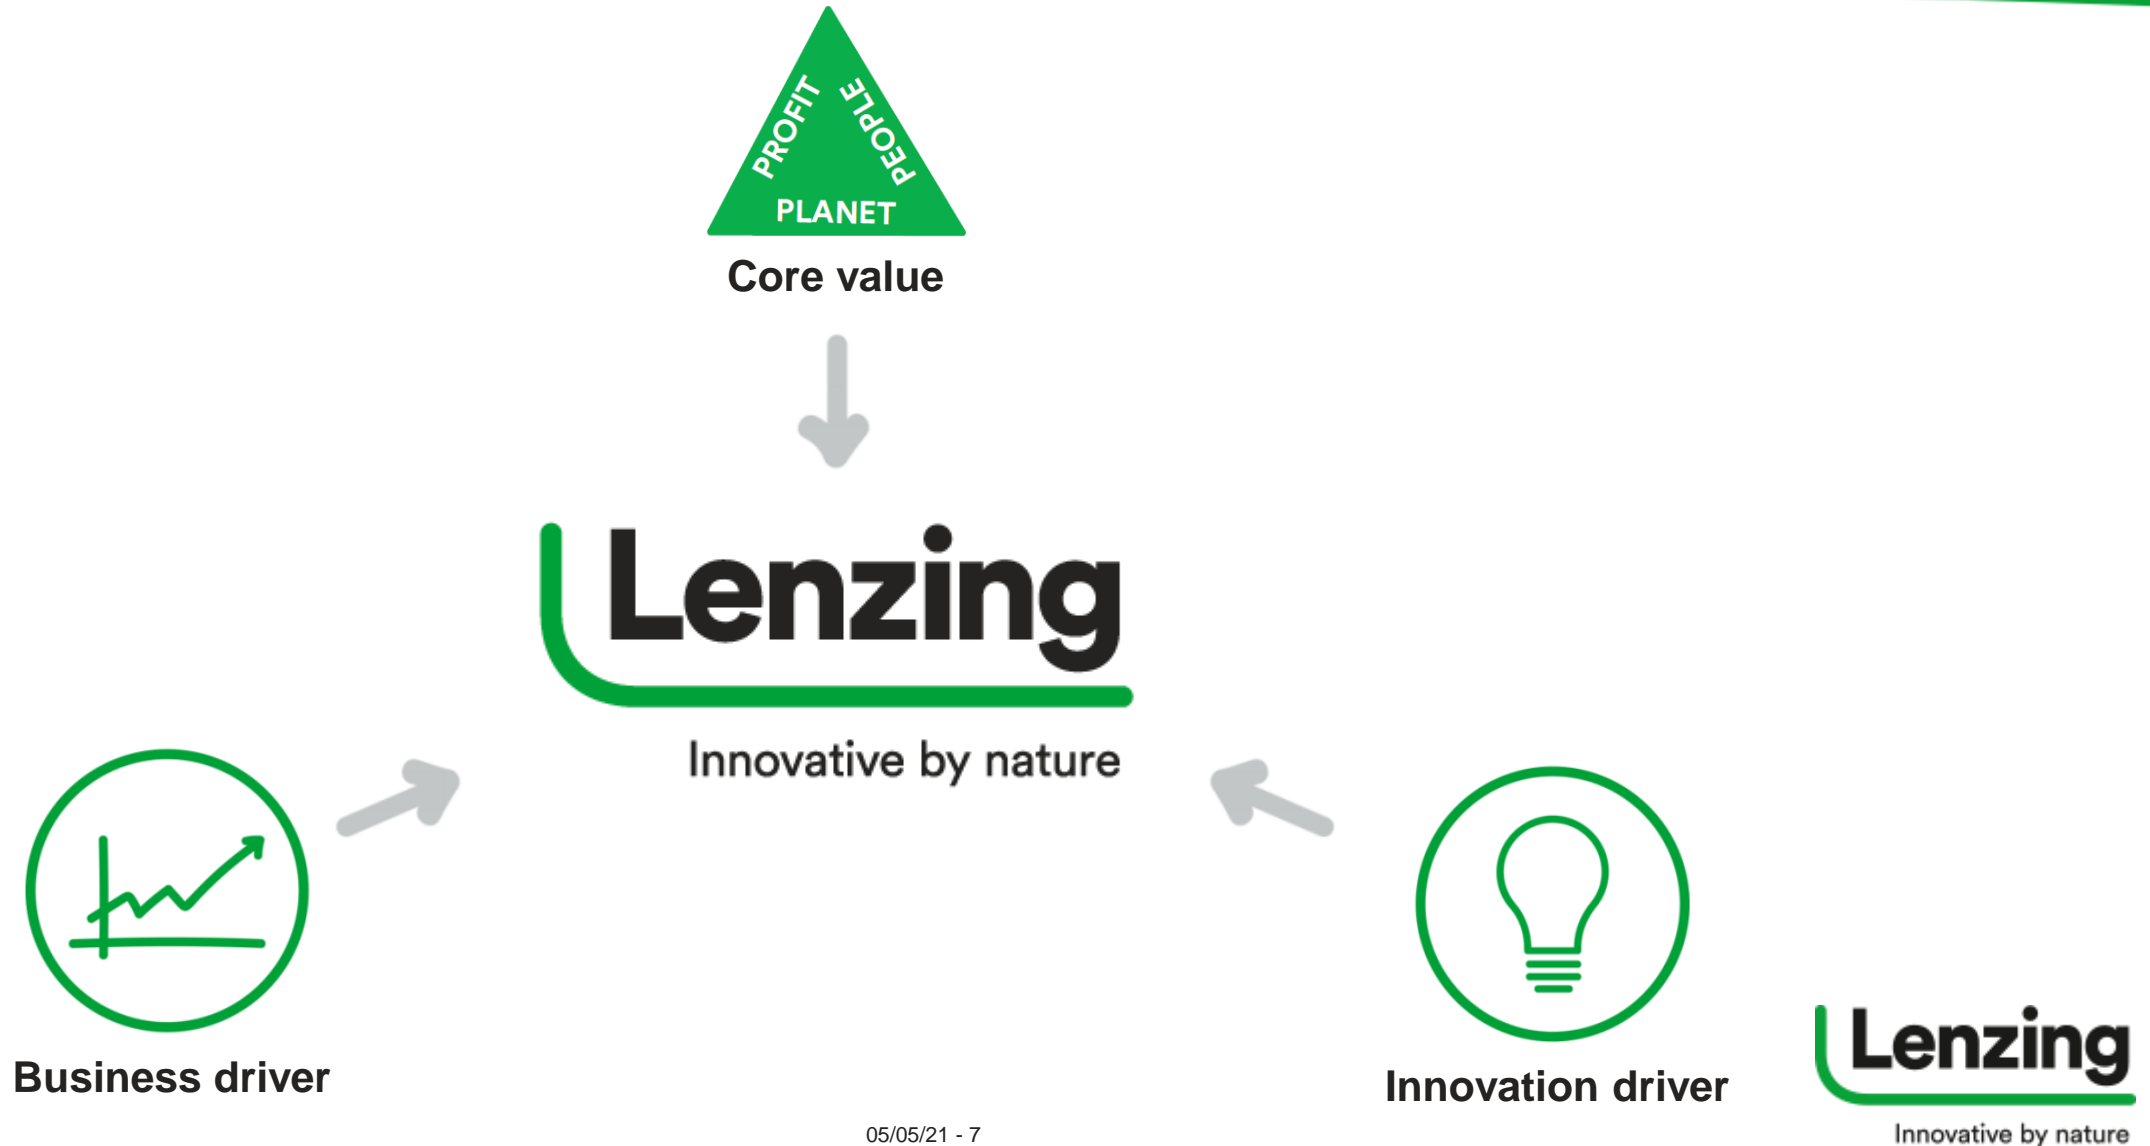 PROFIT
PEOPLE
PLANET
Core value
Lenzing
Innovative by nature
Business driver
Innovation driver
Lenzing
Innovative by nature
05/05/21 - 7